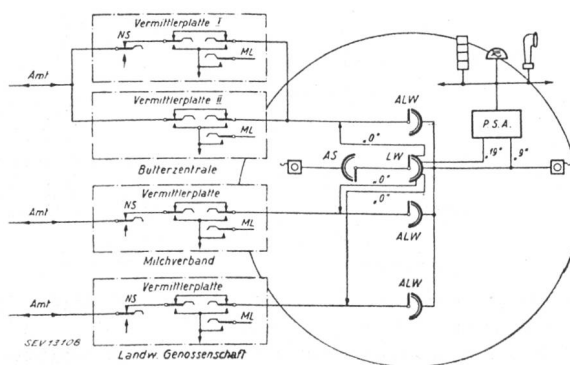 Vermittlerplatte I
NS
ML
Amt
Vermittlerplatte II
ML
Butterzentrale
Vermittlerplatte
NS
ML
Amt
Milchverband
Vermittlerplatte
NS
ML
Amt
Landw. Genossenschaft
SEV 13108
ALW
„0"
AS
LW
„0"
„0"
ALW
ALW
P.S.A.
„19"
„9"